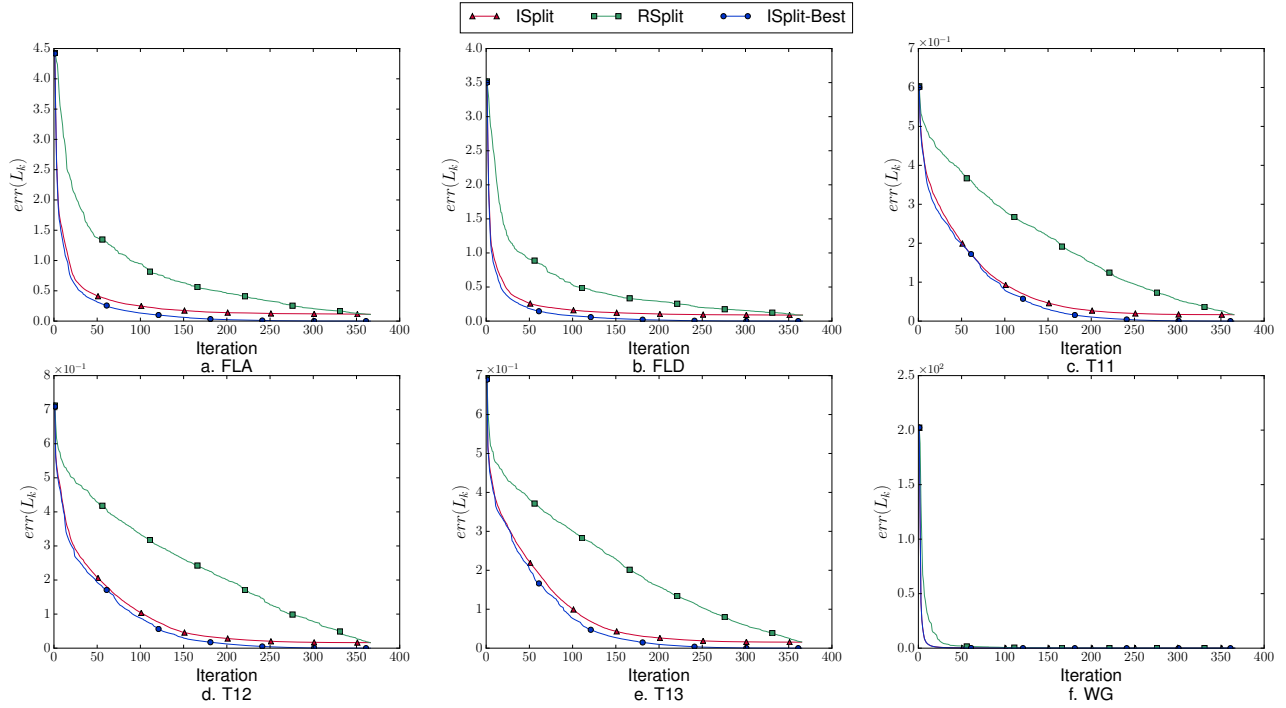 ISplit RSplit ISplit-Best
err(L_k)
4.5
4.0
3.5
3.0
2.5
2.0
1.5
1.0
0.5
0.0
0 50 100 150 200 250 300 350 400
Iteration
a. FLA
err(L_k)
4.0
3.5
3.0
2.5
2.0
1.5
1.0
0.5
0.0
0 50 100 150 200 250 300 350 400
Iteration
b. FLD
×10⁻¹
err(L_k)
7
6
5
4
3
2
1
0
0 50 100 150 200 250 300 350 400
Iteration
c. T11
×10⁻¹
err(L_k)
8
7
6
5
4
3
2
1
0
0 50 100 150 200 250 300 350 400
Iteration
d. T12
×10⁻¹
err(L_k)
7
6
5
4
3
2
1
0
0 50 100 150 200 250 300 350 400
Iteration
e. T13
×10²
err(L_k)
2.5
2.0
1.5
1.0
0.5
0.0
0 50 100 150 200 250 300 350 400
Iteration
f. WG